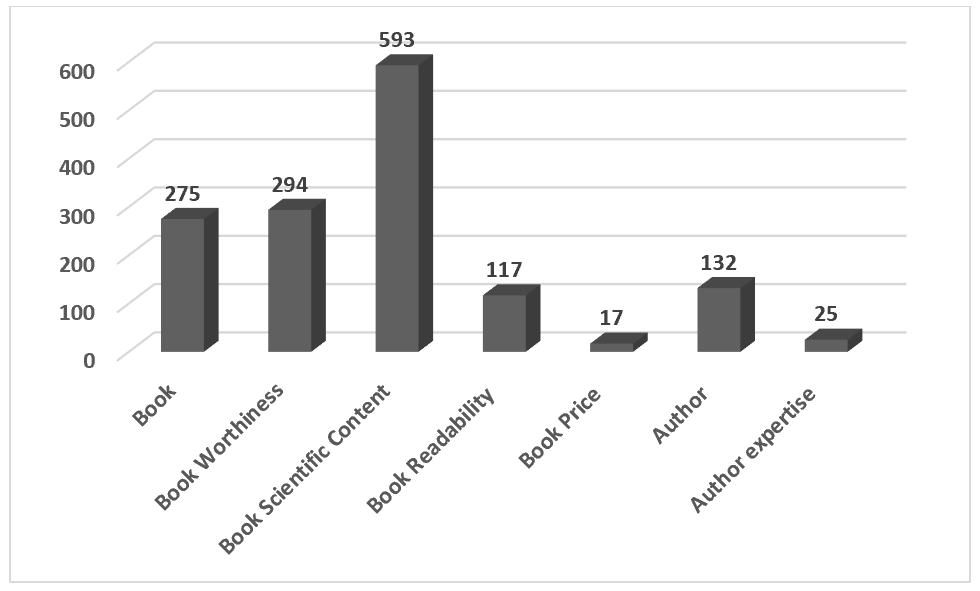 593
600
500
400
300
200
100
0
275
294
117
17
132
25
Book
Book Worthiness
Book Scientific Content
Book Readability
Book Price
Author
Author expertise